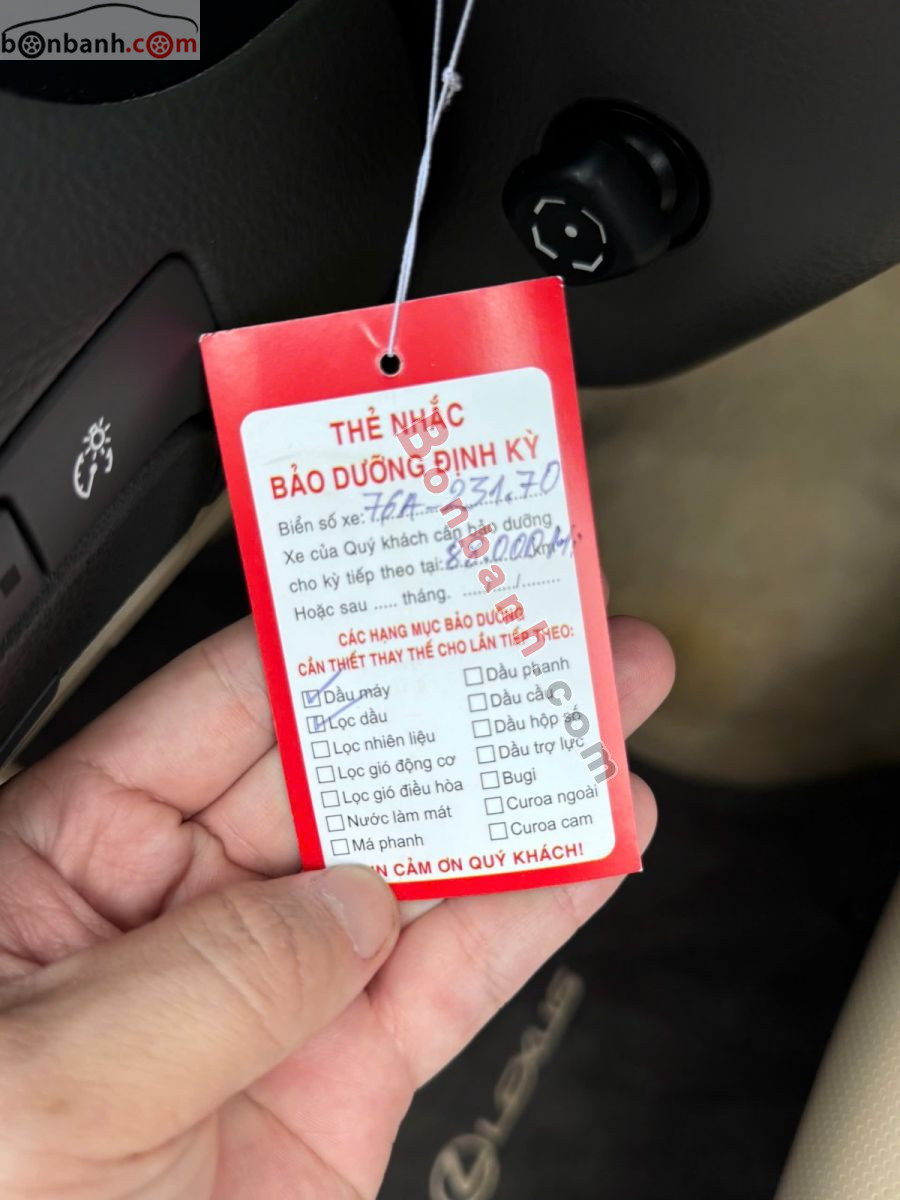 bonbanh.com
THẺ NHẮC
BẢO DƯỠNG ĐỊNH KỲ
Biển số xe: 76A-231.70
Xe của Quý khách cần bảo dưỡng
cho kỳ tiếp theo tại: 000 km
Hoặc sau ..... tháng. ........../........
CÁC HẠNG MỤC BẢO DƯỠNG
CẦN THIẾT THAY THẾ CHO LẦN TIẾP THEO:
Dầu máy
Lọc dầu
Lọc nhiên liệu
Lọc gió động cơ
Lọc gió điều hòa
Nước làm mát
Má phanh
Dầu phanh
Dầu cầu
Dầu hộp số
Dầu trợ lực
Bugi
Curoa ngoài
Curoa cam
CẢM ƠN QUÝ KHÁCH!
Bonbanh.com
LEXUS